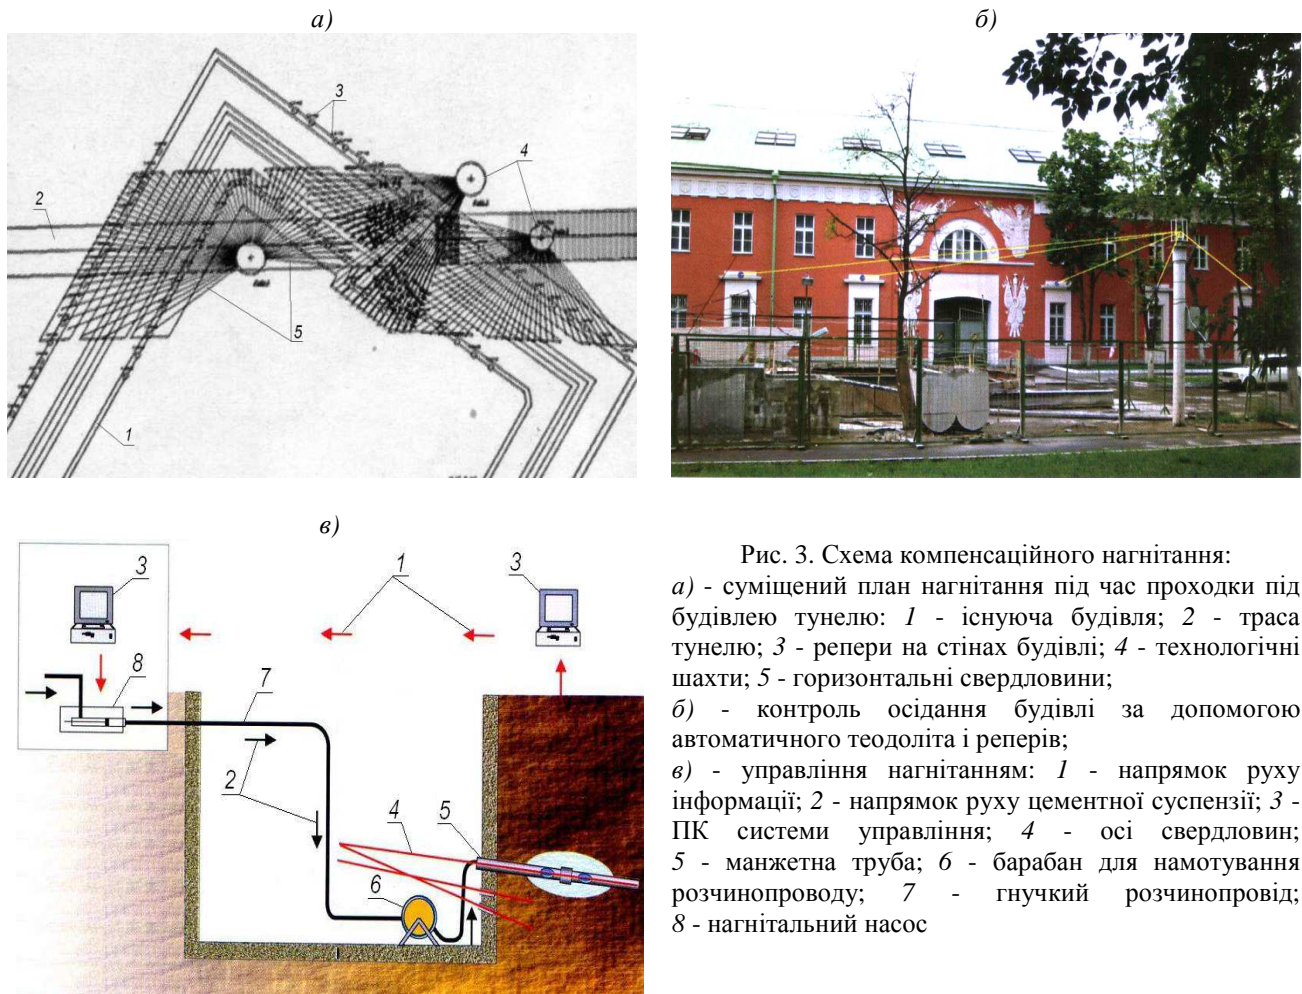 а)
б)
3
4
2
5
1
в)
3
1
3
8
7
2
4
5
6
Рис. 3. Схема компенсаційного нагнітання:
а) - суміщений план нагнітання під час проходки під
будівлею тунелю: 1 - існуюча будівля; 2 - траса
тунелю; 3 - репери на стінах будівлі; 4 - технологічні
шахти; 5 - горизонтальні свердловини;
б) - контроль осідання будівлі за допомогою
автоматичного теодоліта і реперів;
в) - управління нагнітанням: 1 - напрямок руху
інформації; 2 - напрямок руху цементної суспензії; 3 -
ПК системи управління; 4 - осі свердловин;
5 - манжетна труба; 6 - барабан для намотування
розчинопроводу; 7 - гнучкий розчинопровід;
8 - нагнітальний насос